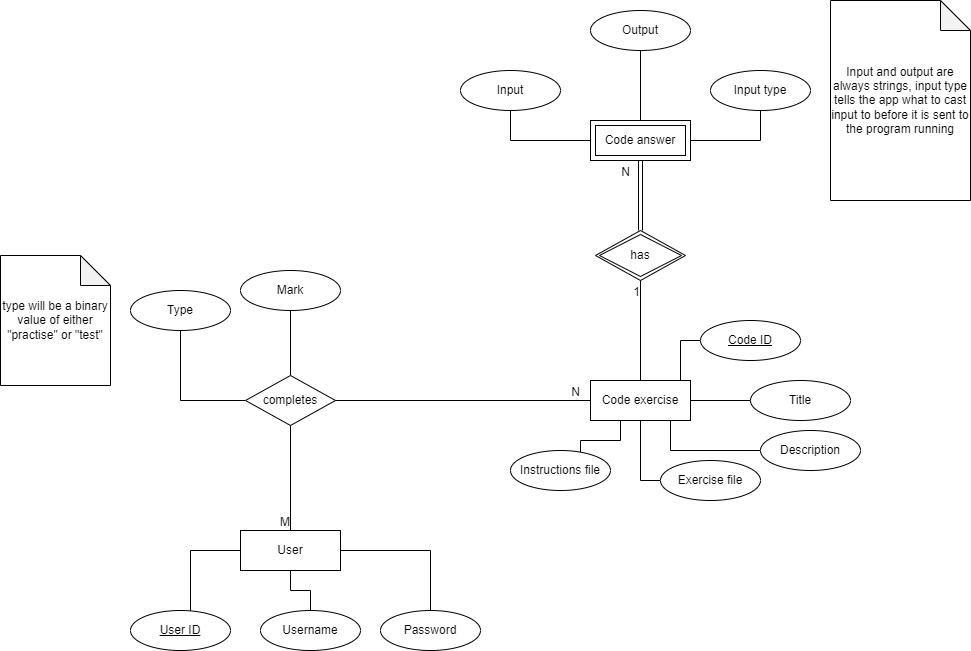 Output
Input
Input type
Input and output are
always strings, input type
tells the app what to cast
input to before it is sent to
the program running
Code answer
N
has
1
type will be a binary
value of either
"practise" or "test"
Type
Mark
Code ID
completes
N
Code exercise
Title
Description
Instructions file
Exercise file
M
User
User ID
Username
Password